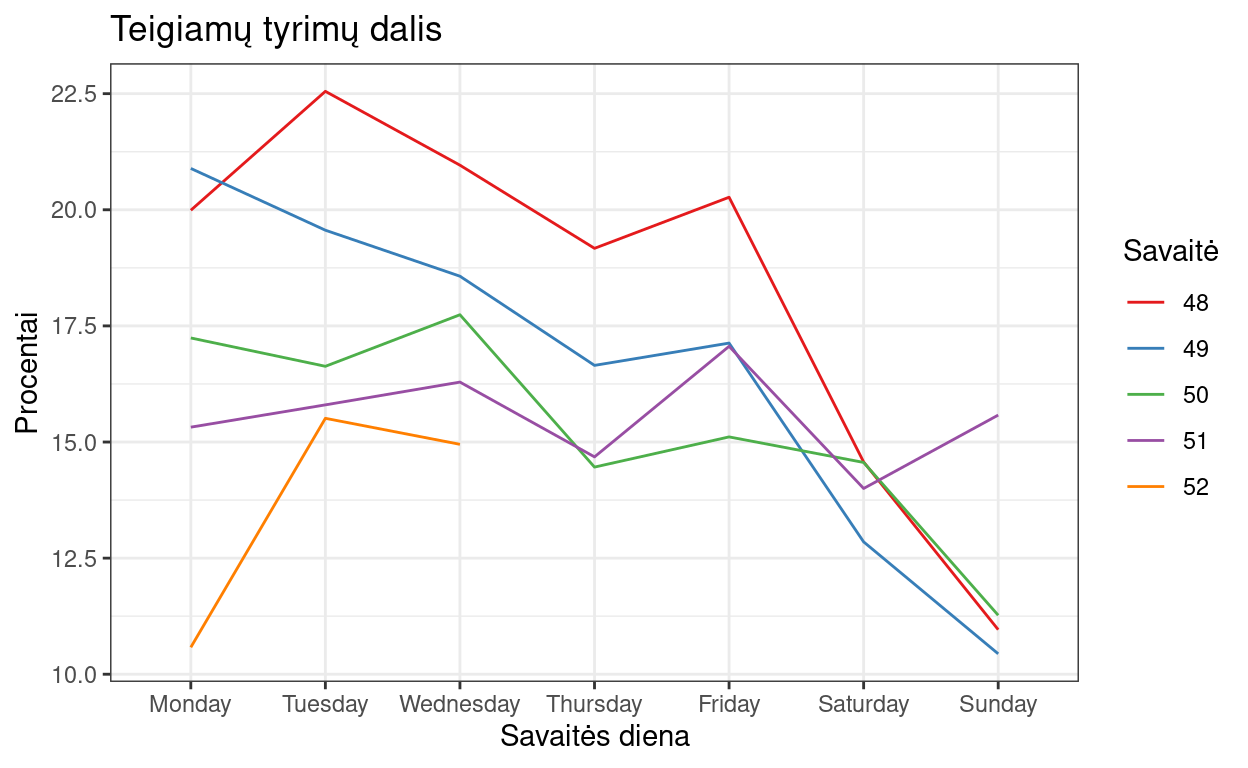 Teigiamų tyrimų dalis
Procentai
22.5
20.0
17.5
15.0
12.5
10.0
Monday Tuesday Wednesday Thursday Friday Saturday Sunday
Savaitės diena
Savaitė
48
49
50
51
52